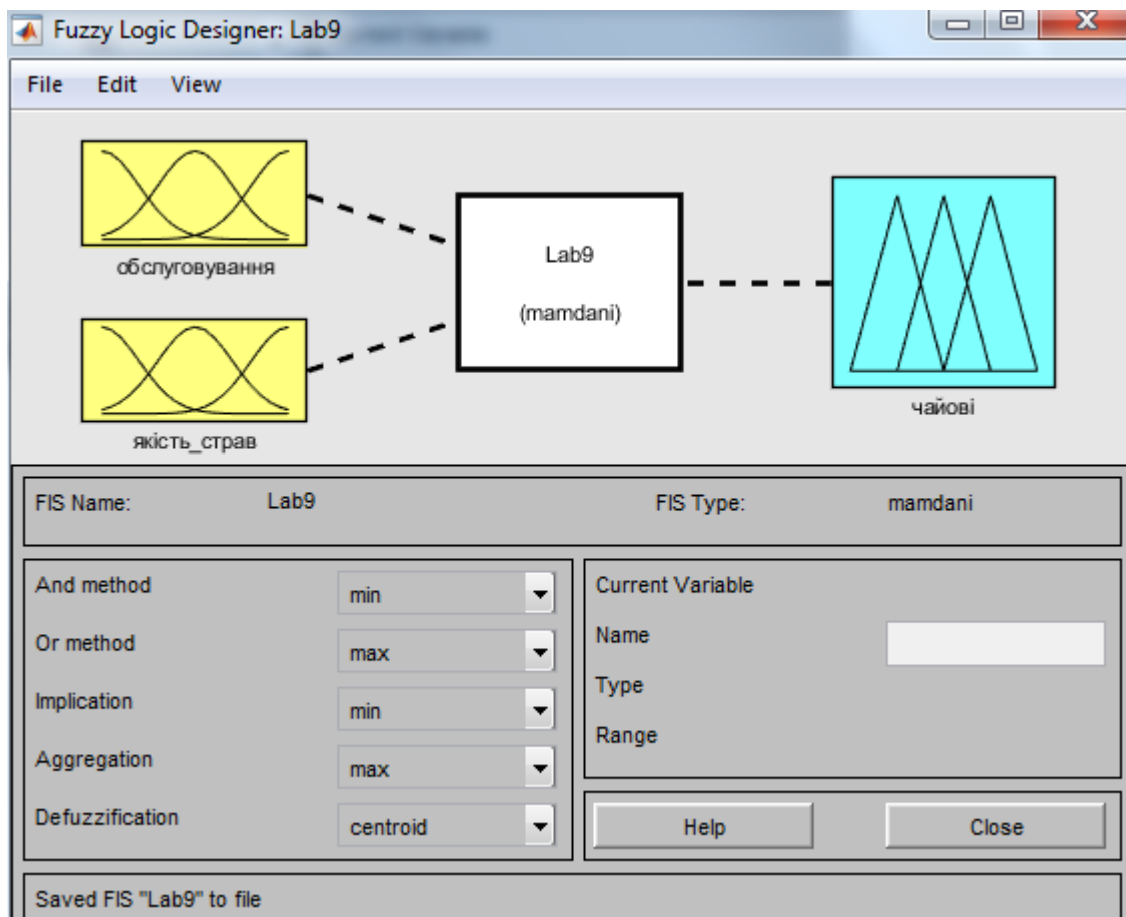 Fuzzy Logic Designer: Lab9
File Edit View
обслуговування
якість_страв
Lab9
(mamdani)
чайові
FIS Name: Lab9 FIS Type: mamdani
And method min
Or method max
Implication min
Aggregation max
Defuzzification centroid
Current Variable
Name
Type
Range
Help Close
Saved FIS "Lab9" to file